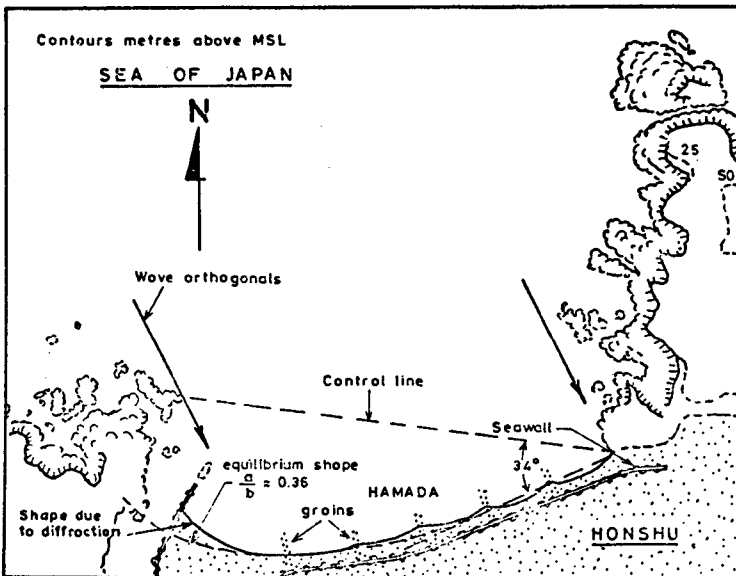 Contours metres above MSL
SEA OF JAPAN
N
25
50
Wave orthogonals
Control line
Seawall
equilibrium shape
a/b = 0.36
34°
HAMADA
Shape due
to diffraction
groins
HONSHU